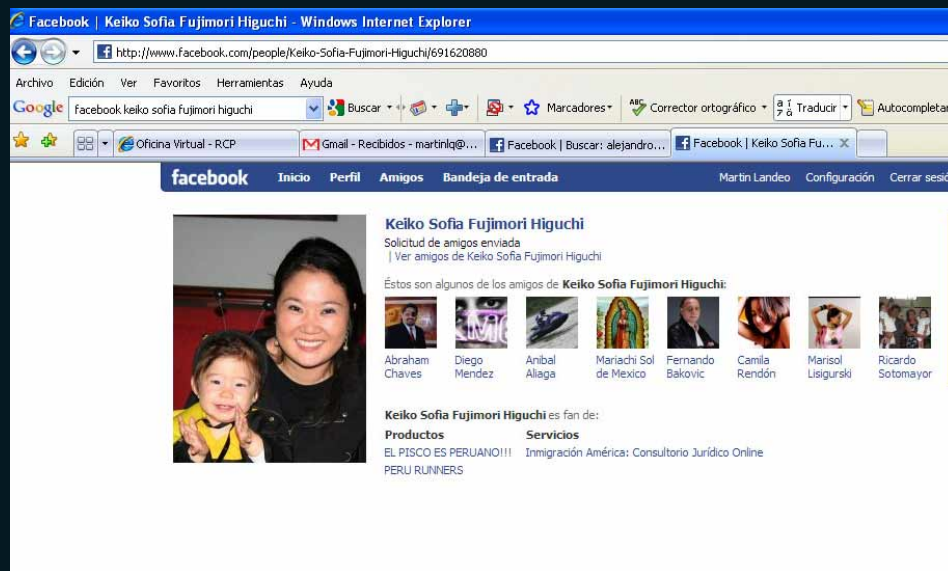 Facebook | Keiko Sofia Fujimori Higuchi - Windows Internet Explorer
http://www.facebook.com/people/Keiko-Sofia-Fujimori-Higuchi/691620880
Archivo Edición Ver Favoritos Herramientas Ayuda
Google facebook keiko sofia fujimori higuchi Buscar Marcadores Corrector ortográfico Traducir Autocompletar
Oficina Virtual - RCP Gmail - Recibidos - martinlq@... Facebook | Buscar: alejandro... Facebook | Keiko Sofia Fu... X
facebook Inicio Perfil Amigos Bandeja de entrada Martin Landeo Configuración Cerrar sesió
Keiko Sofia Fujimori Higuchi
Solicitud de amigos enviada
| Ver amigos de Keiko Sofia Fujimori Higuchi
Éstos son algunos de los amigos de Keiko Sofia Fujimori Higuchi:
Abraham Chaves
Diego Mendez
Anibal Aliaga
Mariachi Sol de Mexico
Fernando Bakovic
Camila Rendón
Marisol Lisigurski
Ricardo Sotomayor
Keiko Sofia Fujimori Higuchi es fan de:
Productos Servicios
EL PISCO ES PERUANO!!! Inmigración América: Consultorio Jurídico Online
PERU RUNNERS